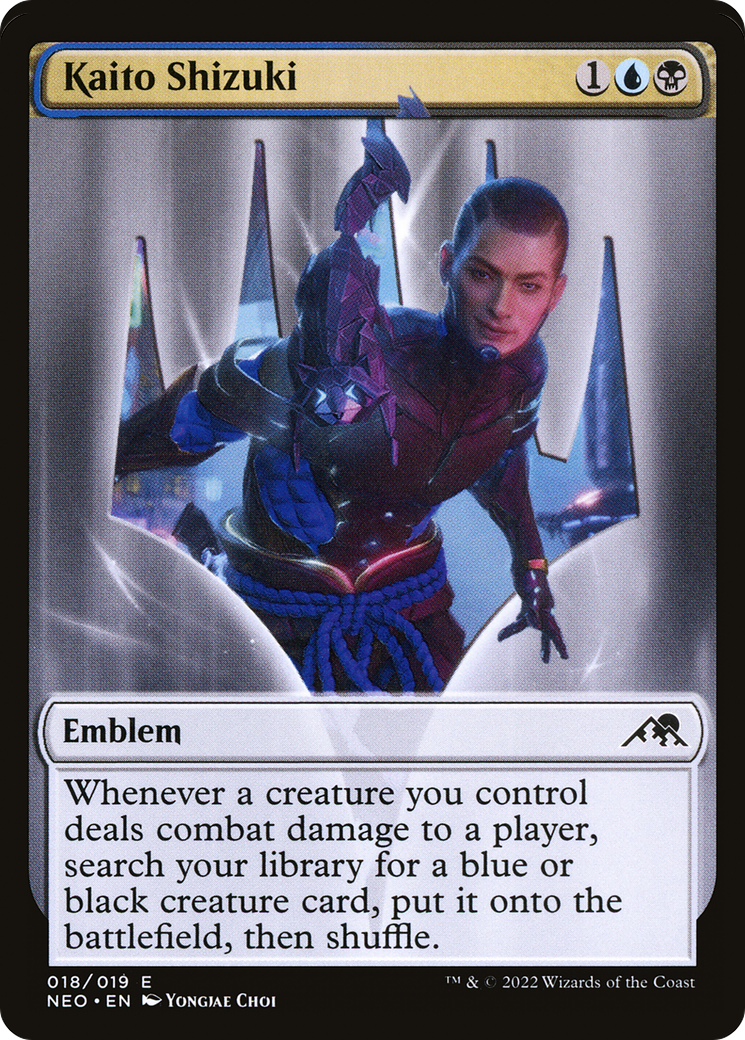 Kaito Shizuki 1
Emblem
Whenever a creature you control
deals combat damage to a player,
search your library for a blue or
black creature card, put it onto the
battlefield, then shuffle.
018/019 E
™ & © 2022 Wizards of the Coast
NEO • EN Yongjae Choi